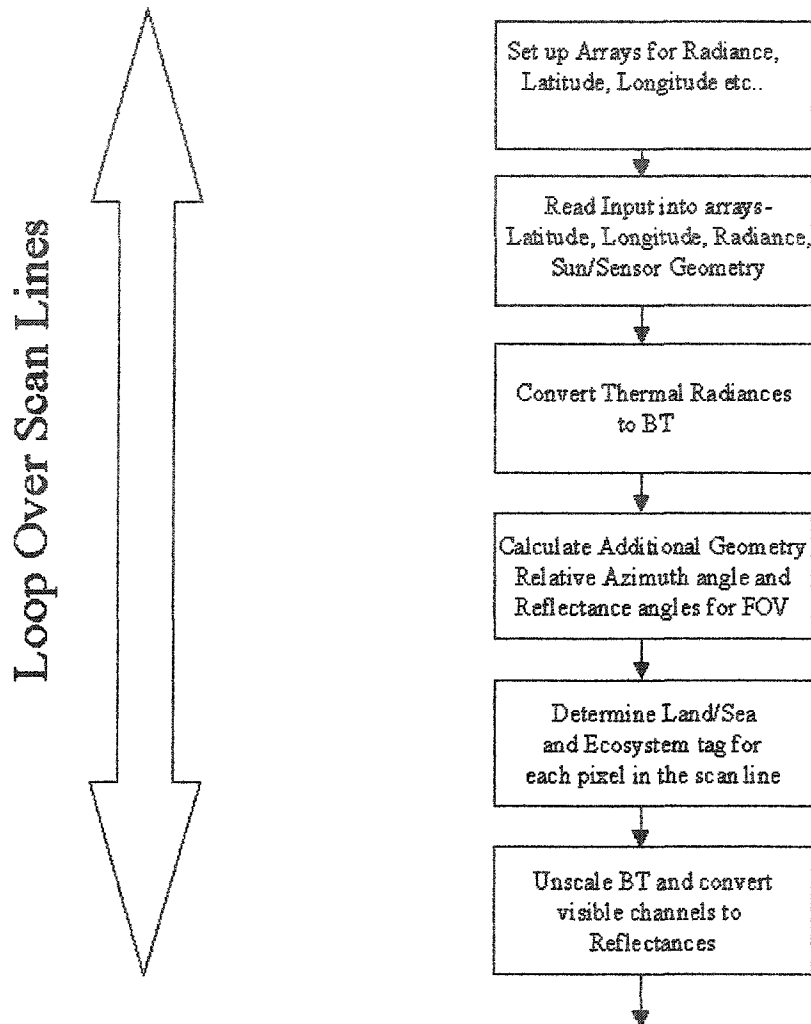 Loop Over Scan Lines
Set up Arrays for Radiance,
Latitude, Longitude etc..
Read Input into arrays-
Latitude, Longitude, Radiance,
Sun/Sensor Geometry
Convert Thermal Radiances
to BT
Calculate Additional Geometry
Relative Azimuth angle and
Reflectance angles for FOV
Determine Land/Sea
and Ecosystem tag for
each pixel in the scan line
Unscale BT and convert
visible channels to
Reflectances